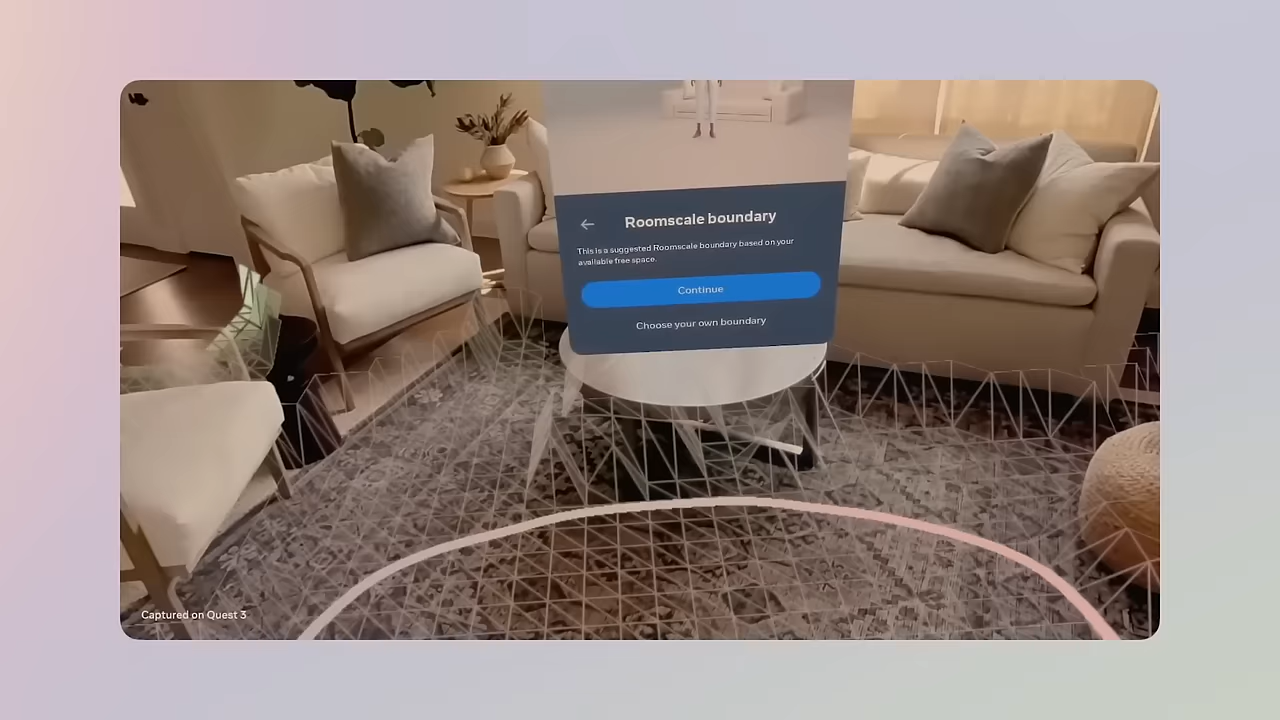 Roomscale boundary
This is a suggested Roomscale boundary based on your
available free space.
Continue
Choose your own boundary
Captured on Quest 3